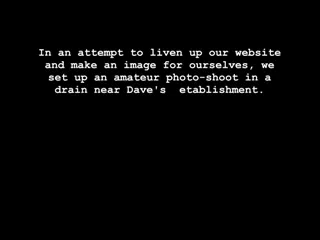 In an attempt to liven up our website
and make an image for ourselves, we
set up an amateur photo-shoot in a
drain near Dave's  etablishment.